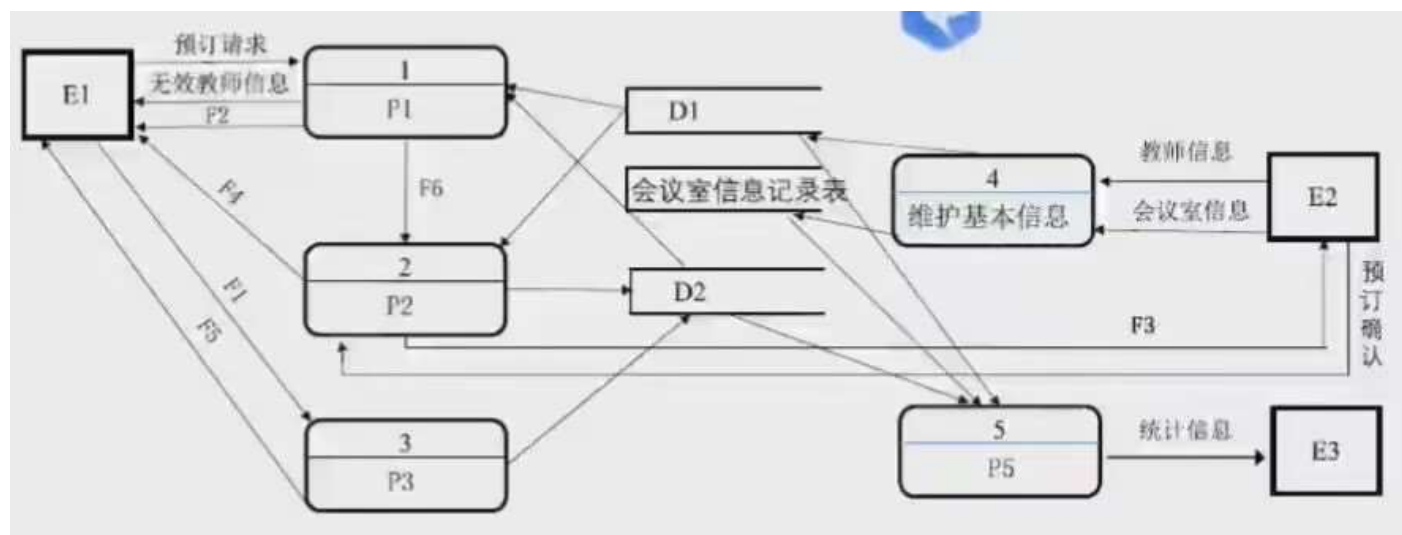 预订请求
E1
无效教师信息
F2
1
P1
D1
F6
F4
教师信息
4
维护基本信息
会议室信息
E2
会议室信息记录表
2
P2
D2
F1
F5
F3
预订确认
3
P3
5
P5
统计信息
E3